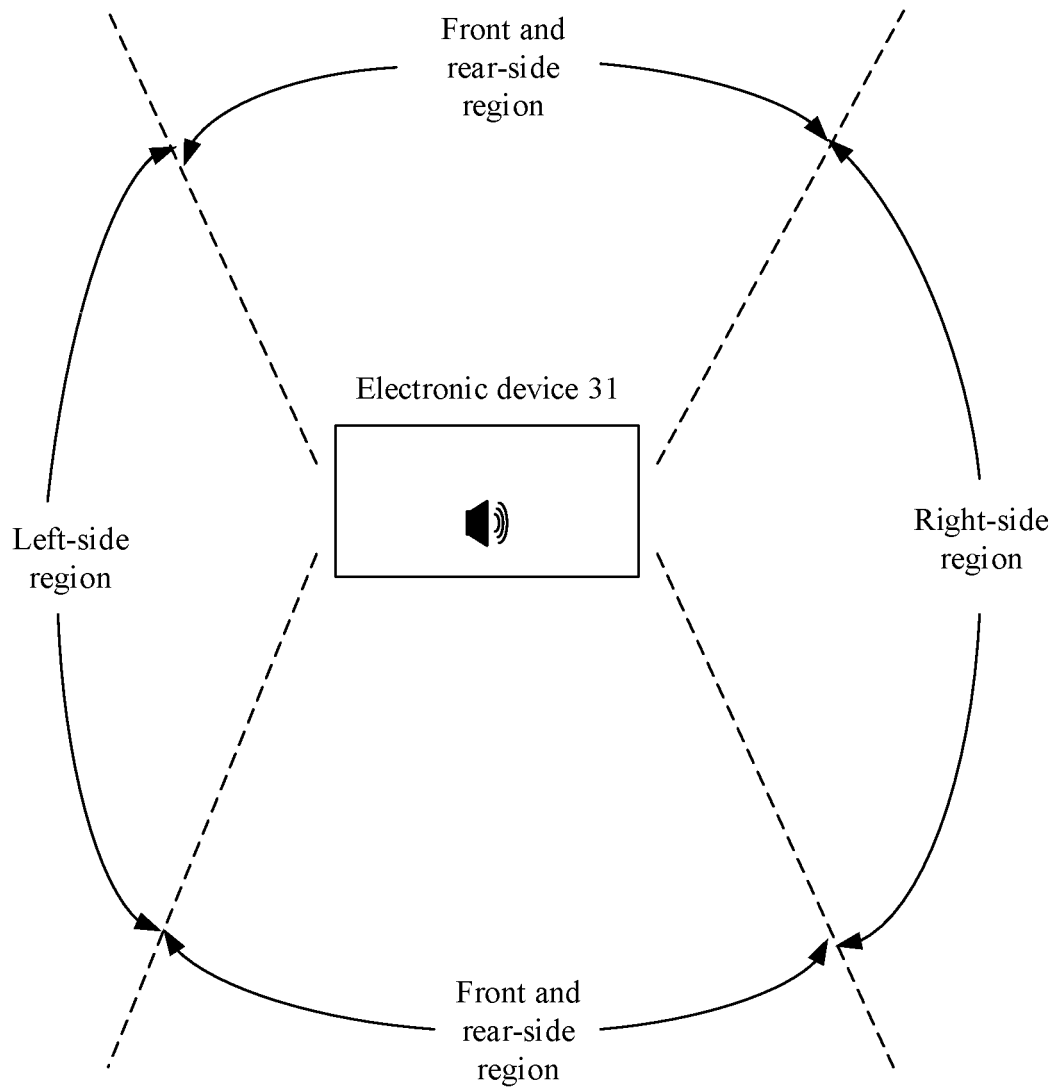 Front and
rear-side
region
Electronic device 31
Left-side
region
Right-side
region
Front and
rear-side
region